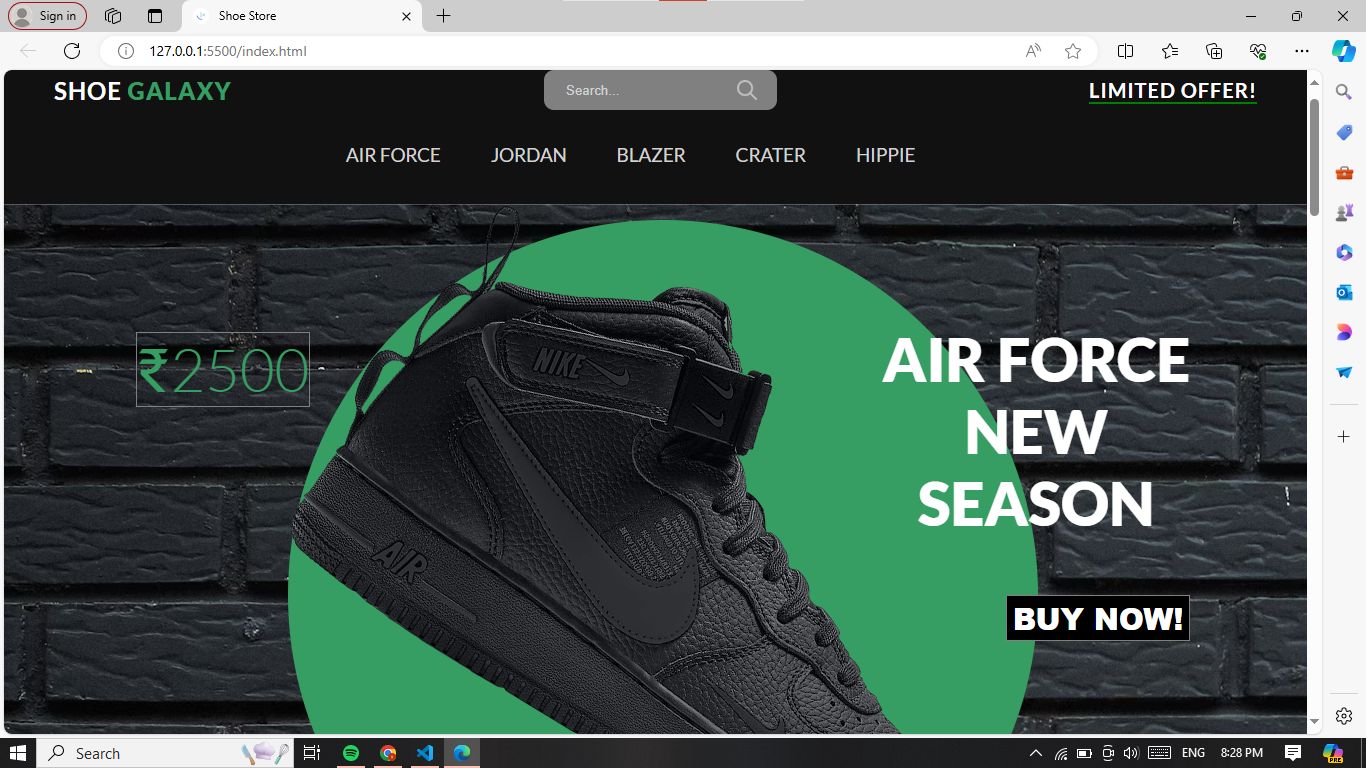 Sign in
Shoe Store
127.0.0.1:5500/index.html
SHOE GALAXY
Search...
LIMITED OFFER!
AIR FORCE JORDAN BLAZER CRATER HIPPIE
₹2500
NIKE
AIR
AIR FORCE
NEW
SEASON
BUY NOW!
Search
ENG
8:28 PM
PRE